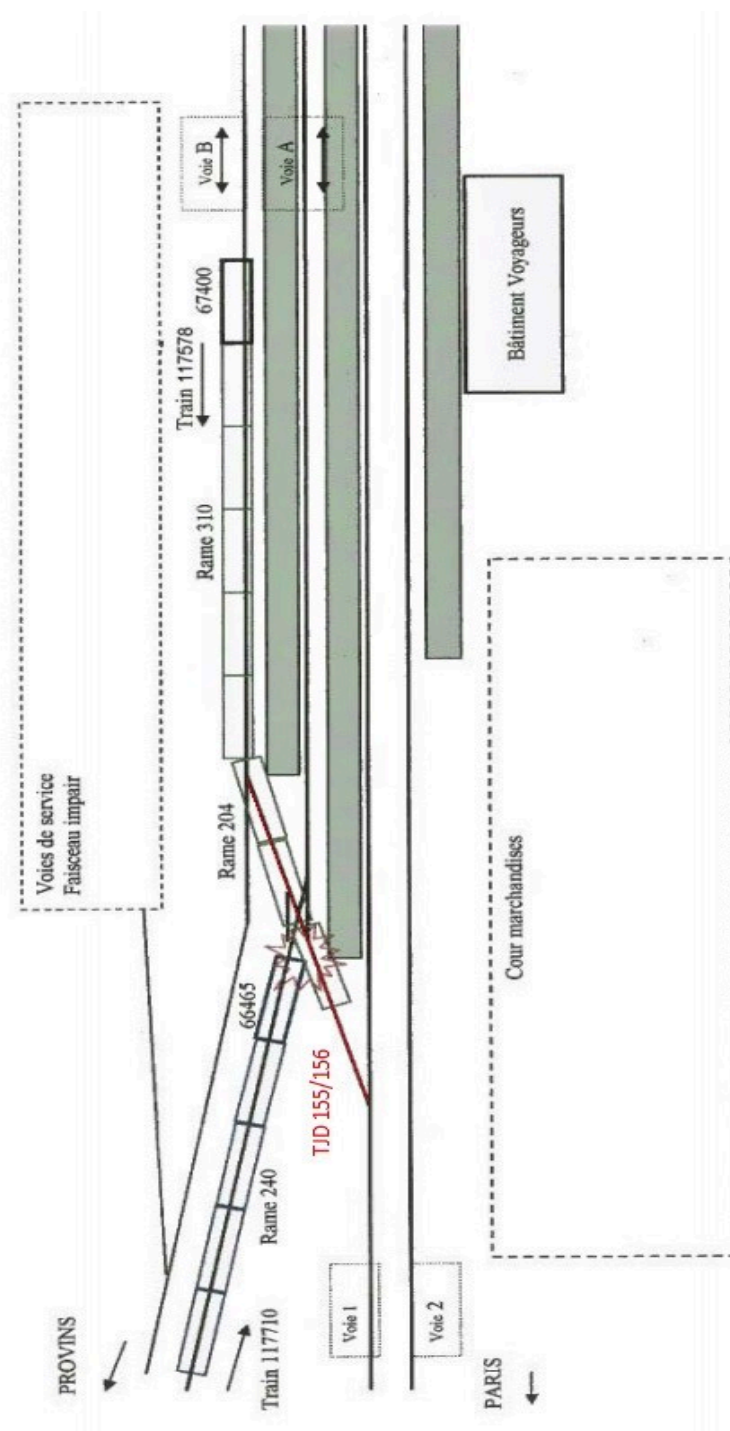 Voies de service
Faisceau impair
Voie B
Voie A
67400
Train 117578
Rame 310
Rame 204
66465
TJD 155/156
Rame 240
Train 117710
PROVINS
PARIS
Voie 1
Voie 2
Bâtiment Voyageurs
Cour marchandises